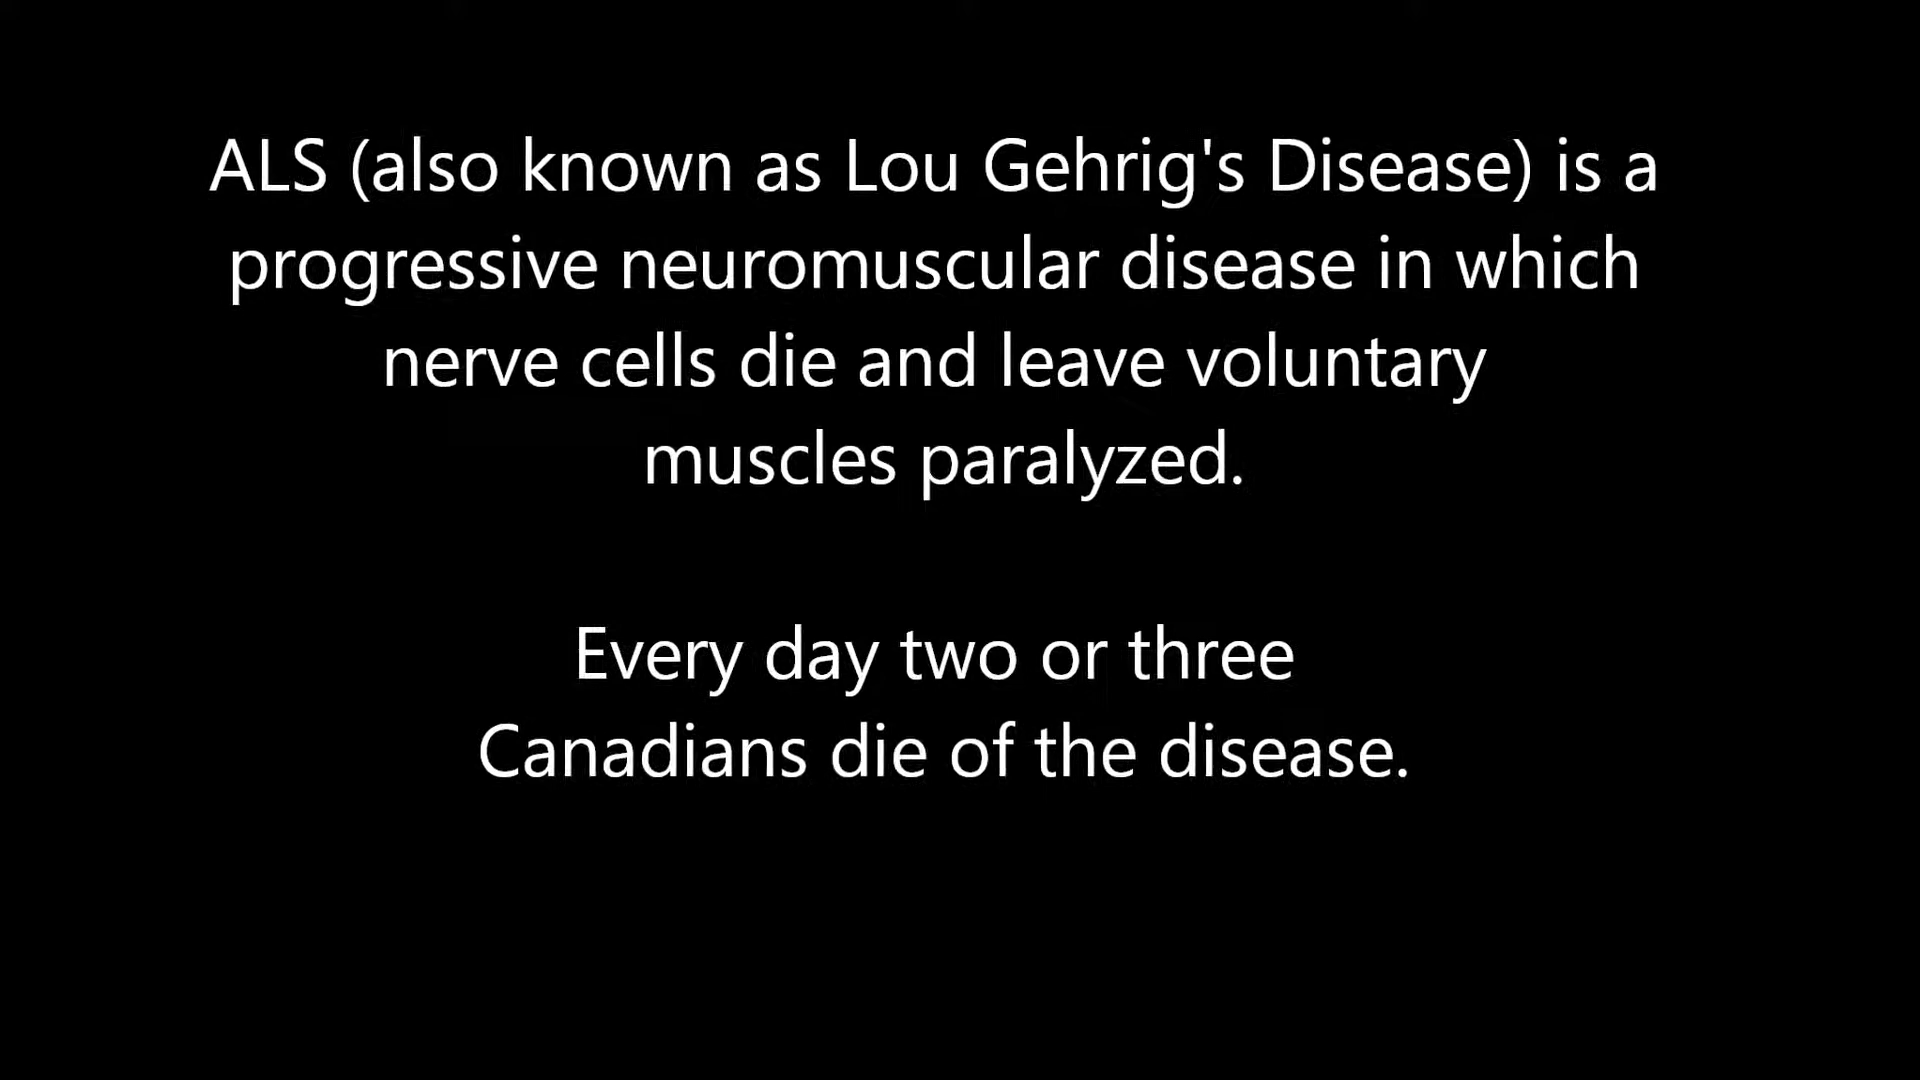 ALS (also known as Lou Gehrig's Disease) is a
progressive neuromuscular disease in which
nerve cells die and leave voluntary
muscles paralyzed.
Every day two or three
Canadians die of the disease.